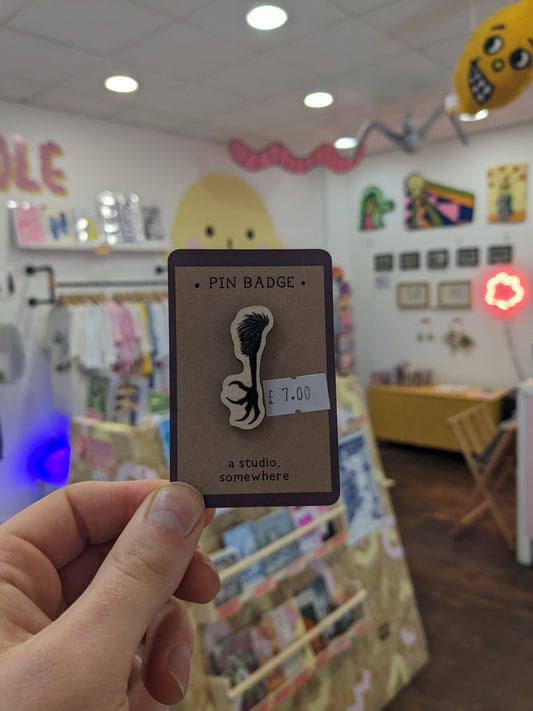 • PIN BADGE •
£ 7.00
a studio,
somewhere